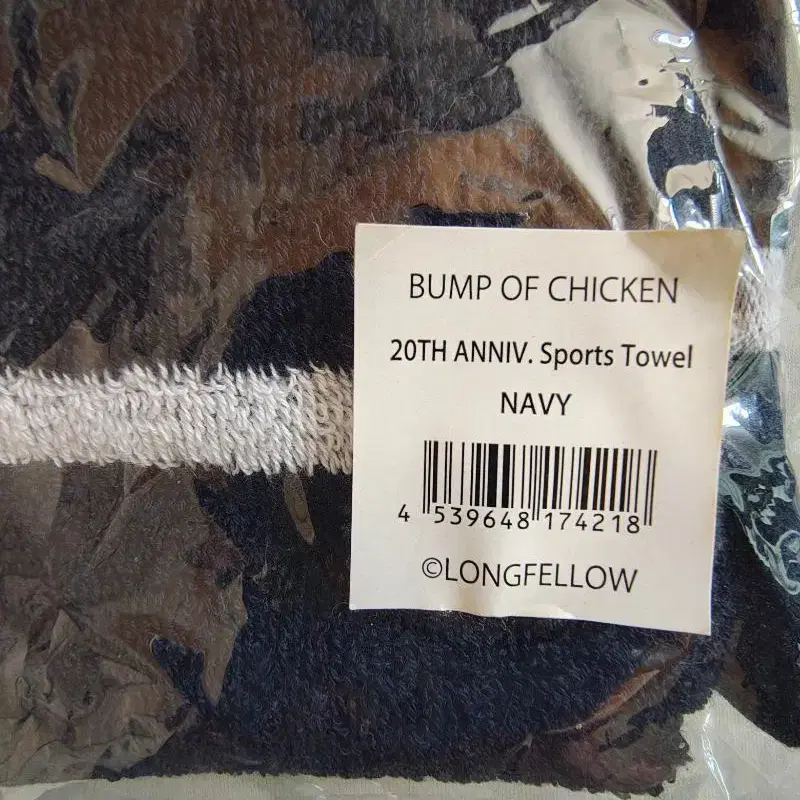 BUMP OF CHICKEN
20TH ANNIV. Sports Towel
NAVY
4 539648 174218
©LONGFELLOW